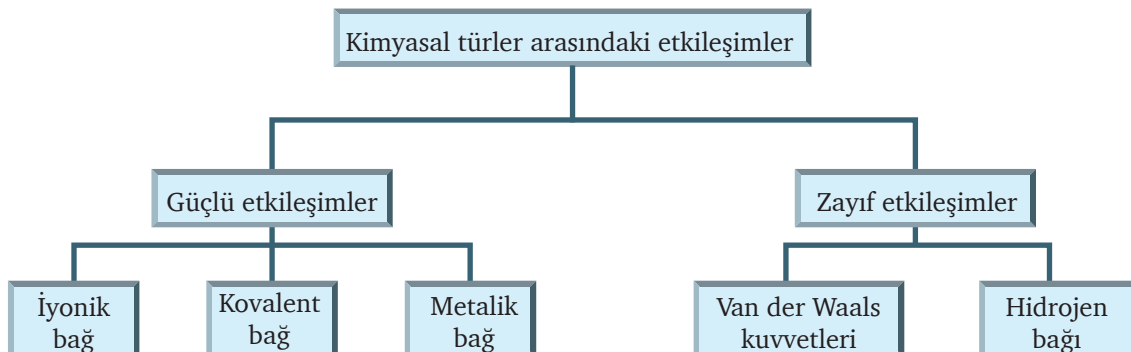 Kimyasal türler arasındaki etkileşimler
Güçlü etkileşimler
Zayıf etkileşimler
İyonik
bağ
Kovalent
bağ
Metalik
bağ
Van der Waals
kuvvetleri
Hidrojen
bağı